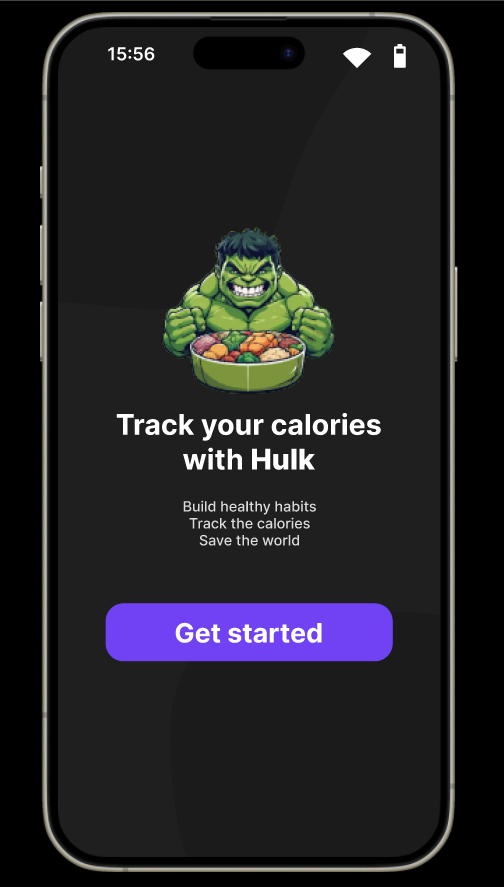 15:56
Track your calories
with Hulk
Build healthy habits
Track the calories
Save the world
Get started